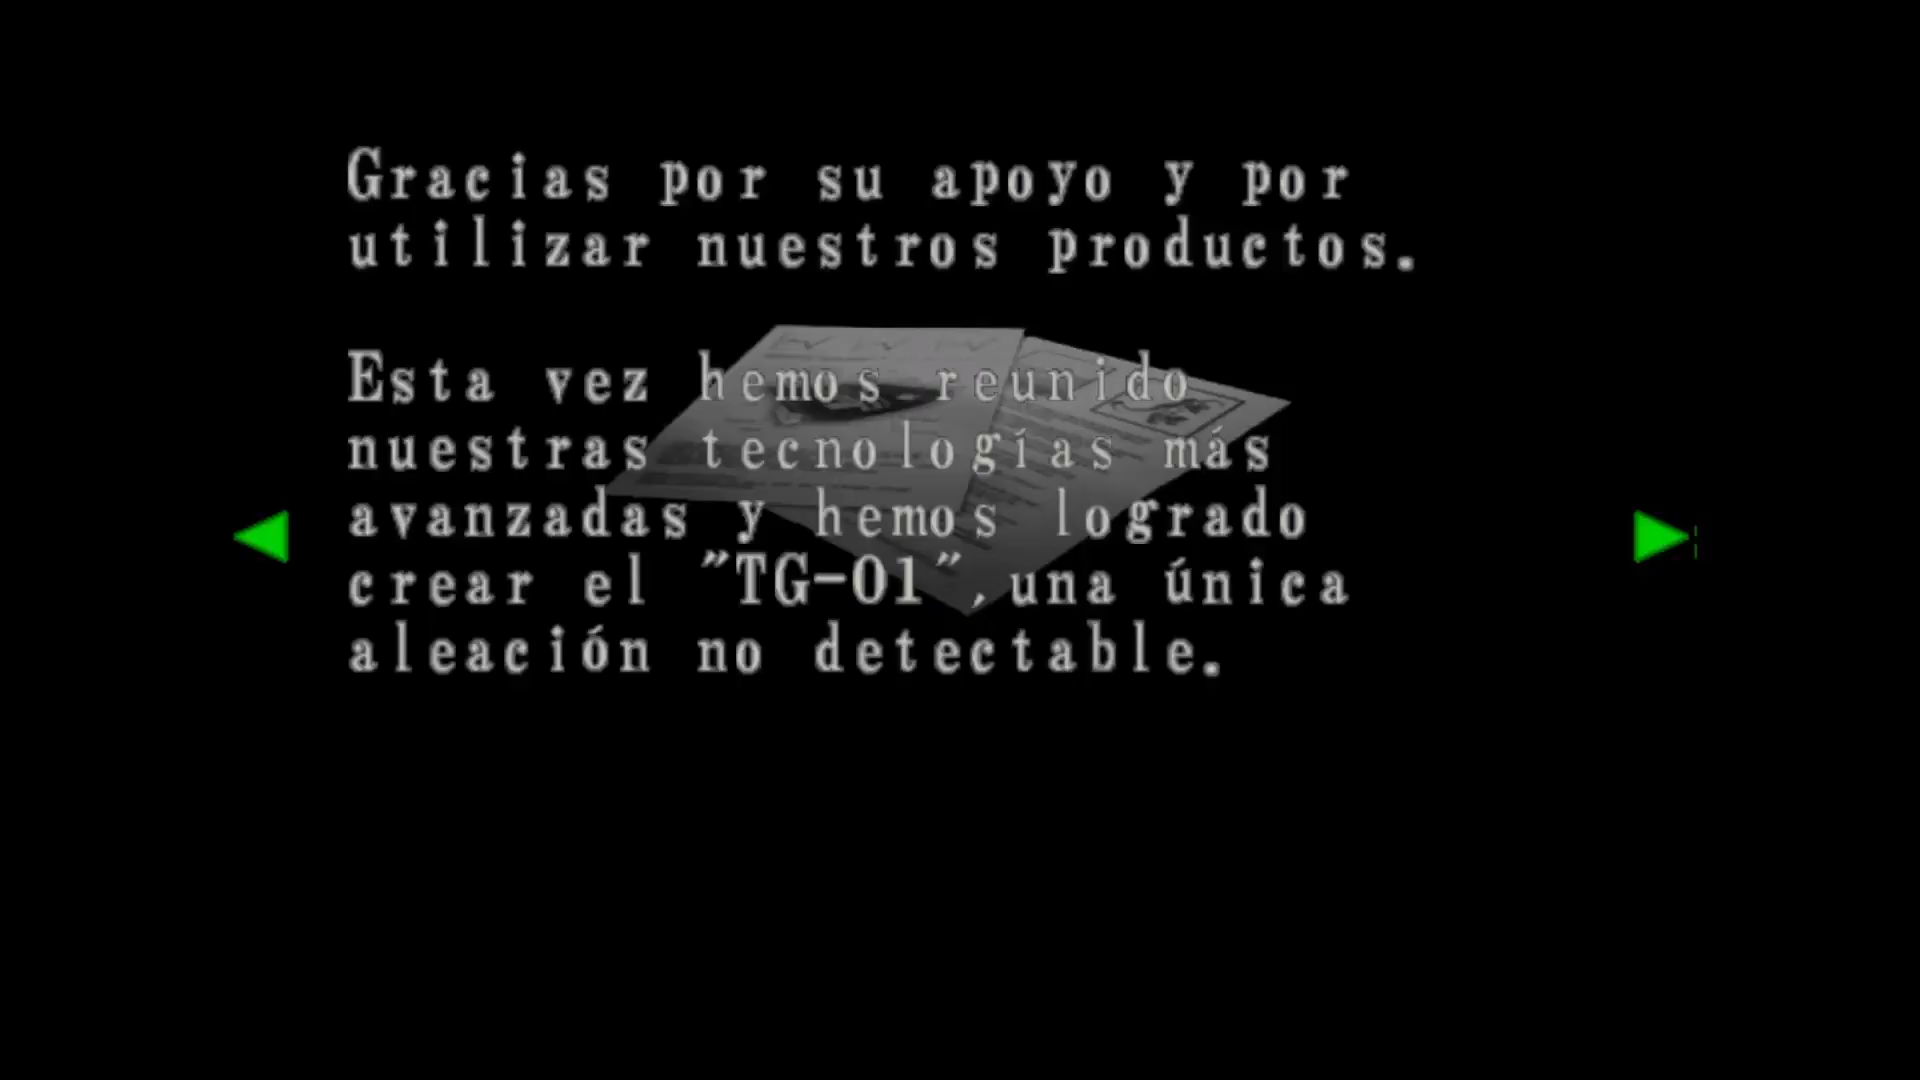 Gracias por su apoyo y por
utilizar nuestros productos.
Esta vez hemos reunido
nuestras tecnologías más
avanzadas y hemos logrado
crear el "TG-01",una única
aleación no detectable.